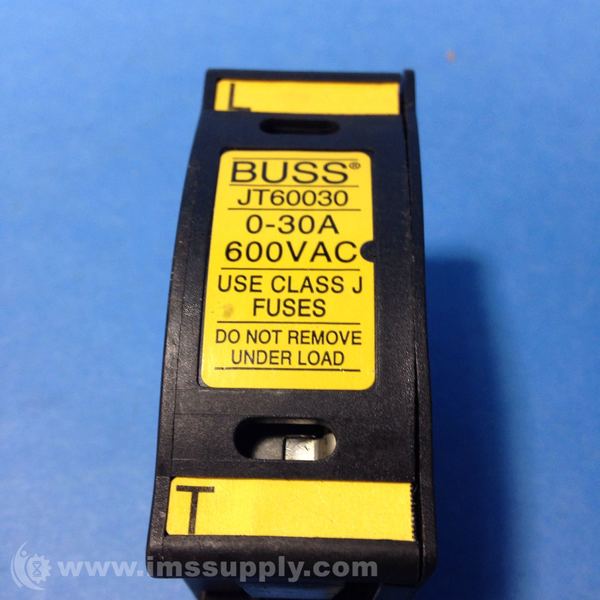 L
BUSS®
JT60030
0-30A
600VAC
USE CLASS J
FUSES
DO NOT REMOVE
UNDER LOAD
T
www.imssupply.com